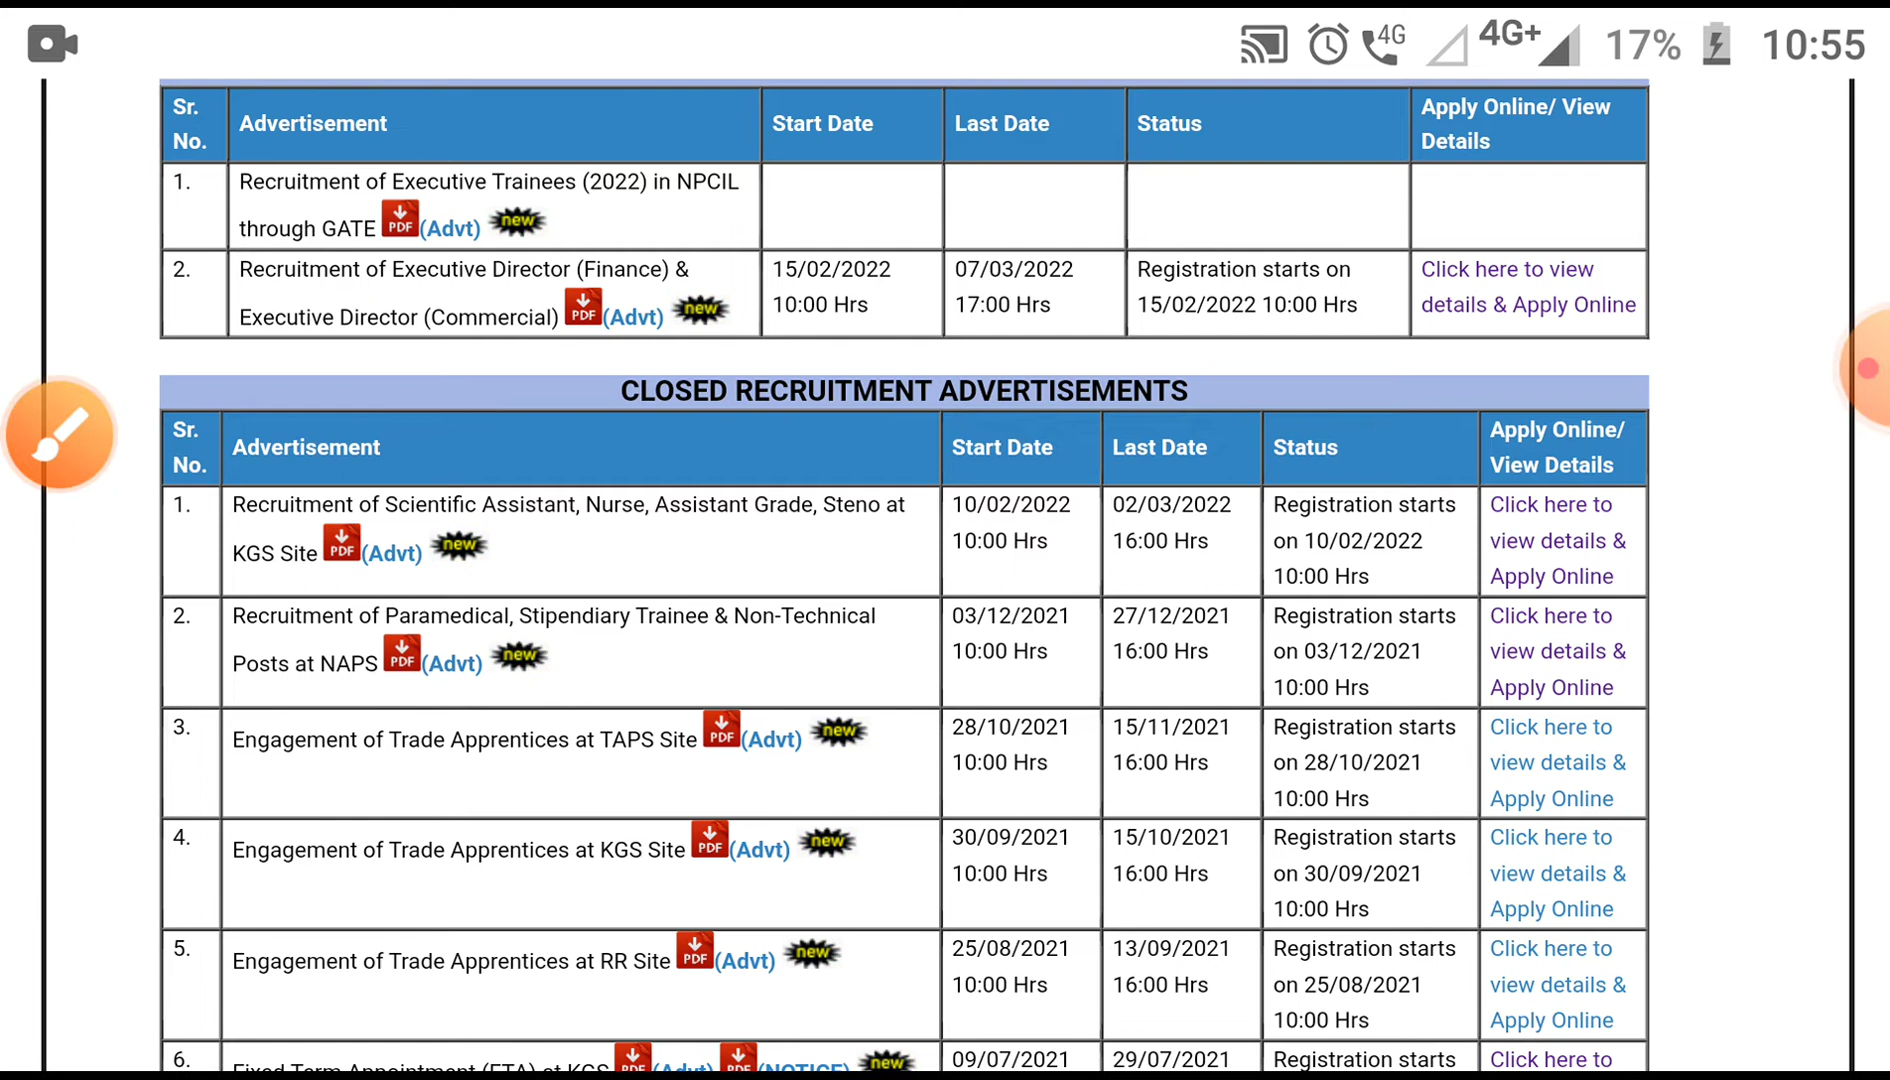 4G 4G+ 17% 10:55
Sr. No. Advertisement Start Date Last Date Status Apply Online/ View Details
1. Recruitment of Executive Trainees (2022) in NPCIL
through GATE PDF (Advt) new
2. Recruitment of Executive Director (Finance) & 15/02/2022 07/03/2022 Registration starts on Click here to view
Executive Director (Commercial) PDF (Advt) new 10:00 Hrs 17:00 Hrs 15/02/2022 10:00 Hrs details & Apply Online
CLOSED RECRUITMENT ADVERTISEMENTS
Sr. No. Advertisement Start Date Last Date Status Apply Online/ View Details
1. Recruitment of Scientific Assistant, Nurse, Assistant Grade, Steno at 10/02/2022 02/03/2022 Registration starts Click here to
KGS Site PDF (Advt) new 10:00 Hrs 16:00 Hrs on 10/02/2022 view details &
10:00 Hrs Apply Online
2. Recruitment of Paramedical, Stipendiary Trainee & Non-Technical 03/12/2021 27/12/2021 Registration starts Click here to
Posts at NAPS PDF (Advt) new 10:00 Hrs 16:00 Hrs on 03/12/2021 view details &
10:00 Hrs Apply Online
3. Engagement of Trade Apprentices at TAPS Site PDF (Advt) new 28/10/2021 15/11/2021 Registration starts Click here to
10:00 Hrs 16:00 Hrs on 28/10/2021 view details &
10:00 Hrs Apply Online
4. Engagement of Trade Apprentices at KGS Site PDF (Advt) new 30/09/2021 15/10/2021 Registration starts Click here to
10:00 Hrs 16:00 Hrs on 30/09/2021 view details &
10:00 Hrs Apply Online
5. Engagement of Trade Apprentices at RR Site PDF (Advt) new 25/08/2021 13/09/2021 Registration starts Click here to
10:00 Hrs 16:00 Hrs on 25/08/2021 view details &
10:00 Hrs Apply Online
6. Fixed Term Appointment (FTA) at KGS PDF (Advt) PDF (NOTICE) new 09/07/2021 29/07/2021 Registration starts Click here to